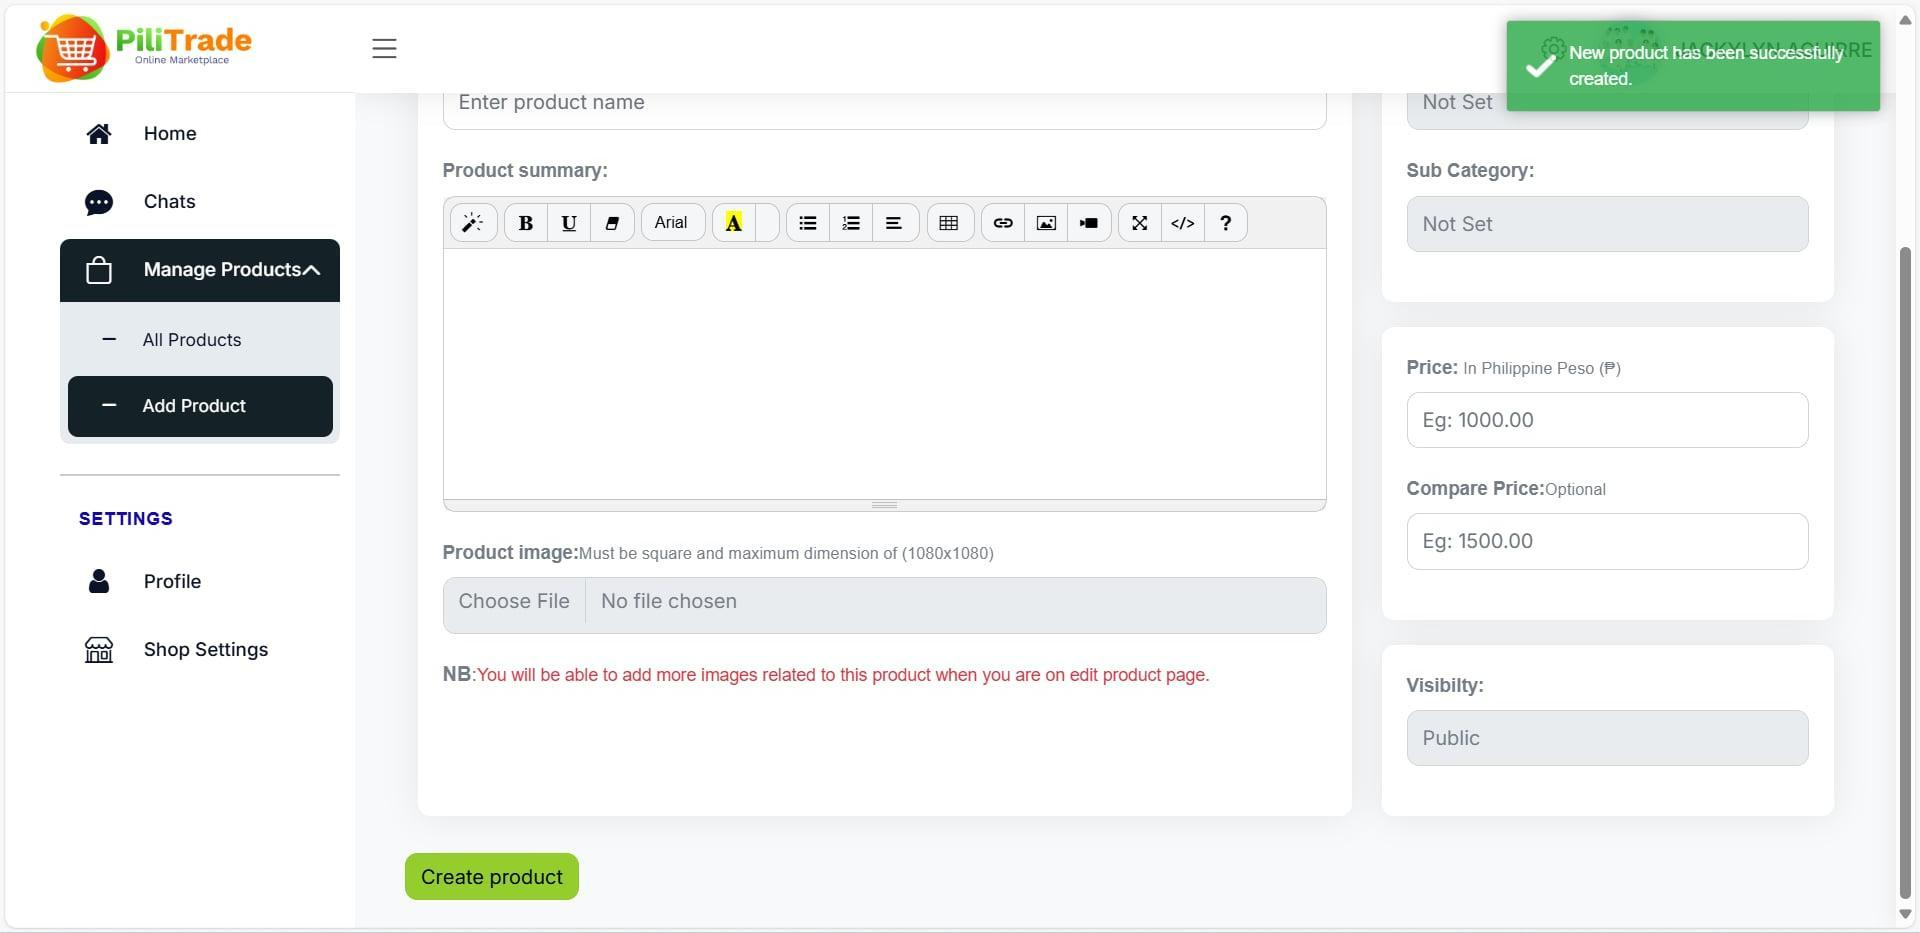 PiliTrade
Online Marketplace
New product has been successfully
created.
JACKYLYN AGUIRRE
Home
Chats
Manage Products
All Products
Add Product
SETTINGS
Profile
Shop Settings
Enter product name
Product summary:
B U Arial A </> ?
Product image:Must be square and maximum dimension of (1080x1080)
Choose File No file chosen
NB:You will be able to add more images related to this product when you are on edit product page.
Create product
Not Set
Sub Category:
Not Set
Price: In Philippine Peso (₱)
Eg: 1000.00
Compare Price:Optional
Eg: 1500.00
Visibilty:
Public